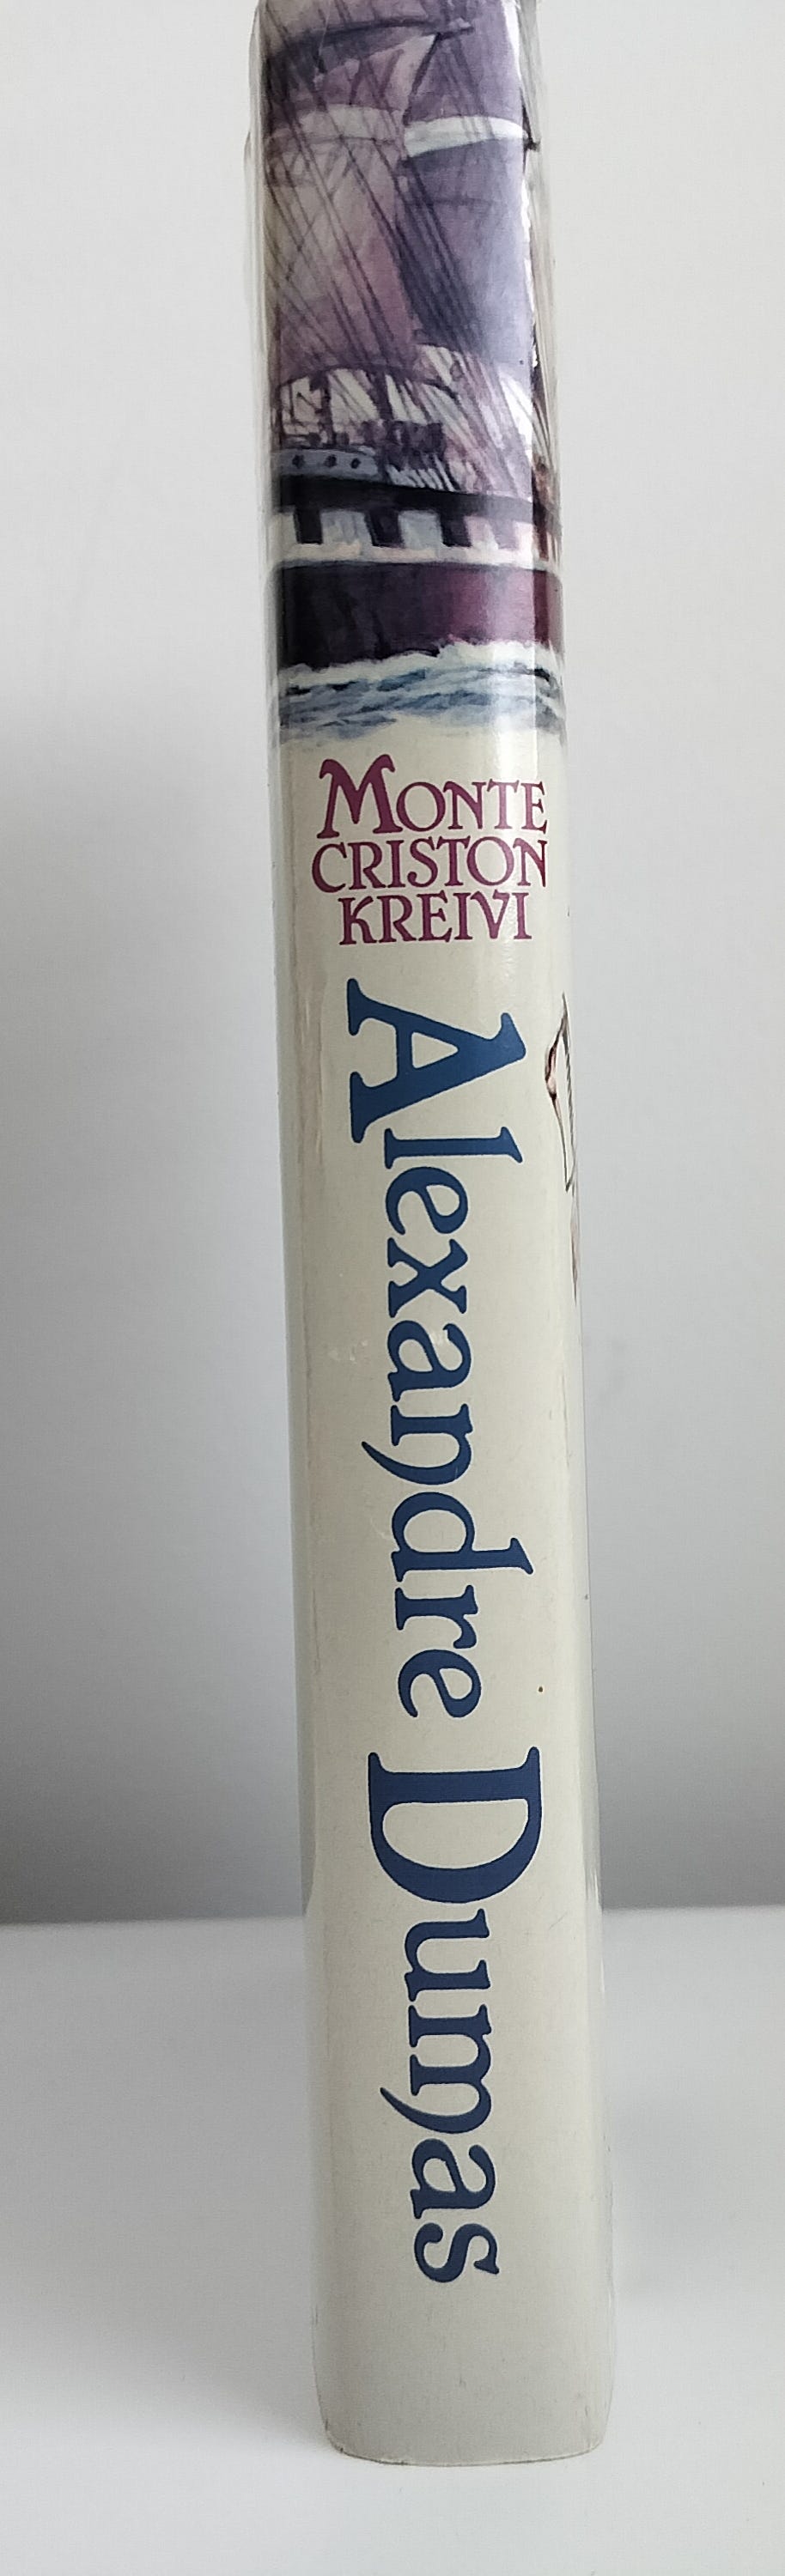 MONTE
CRISTON
KREIVI
Alexandre Dumas